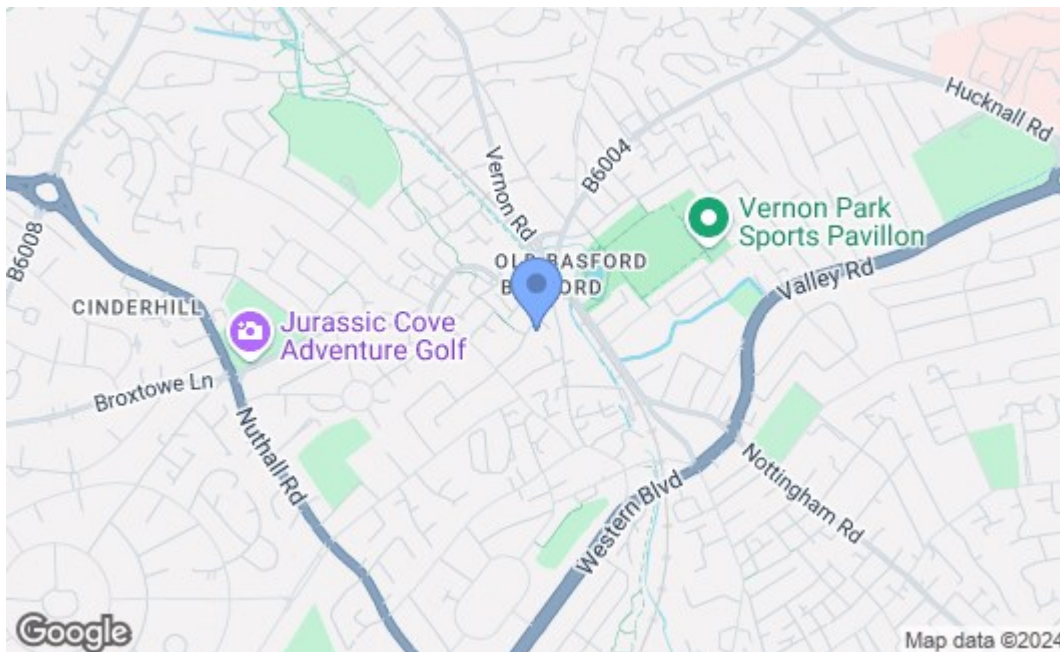 Hucknall Rd
Vernon Rd
B6004
Vernon Park
Sports Pavillon
OLD BASFORD
Valley Rd
B6008
CINDERHILL
Jurassic Cove
Adventure Golf
Broxtowe Ln
Nuthall Rd
Nottingham Rd
Western Blvd
Google
Map data ©2024